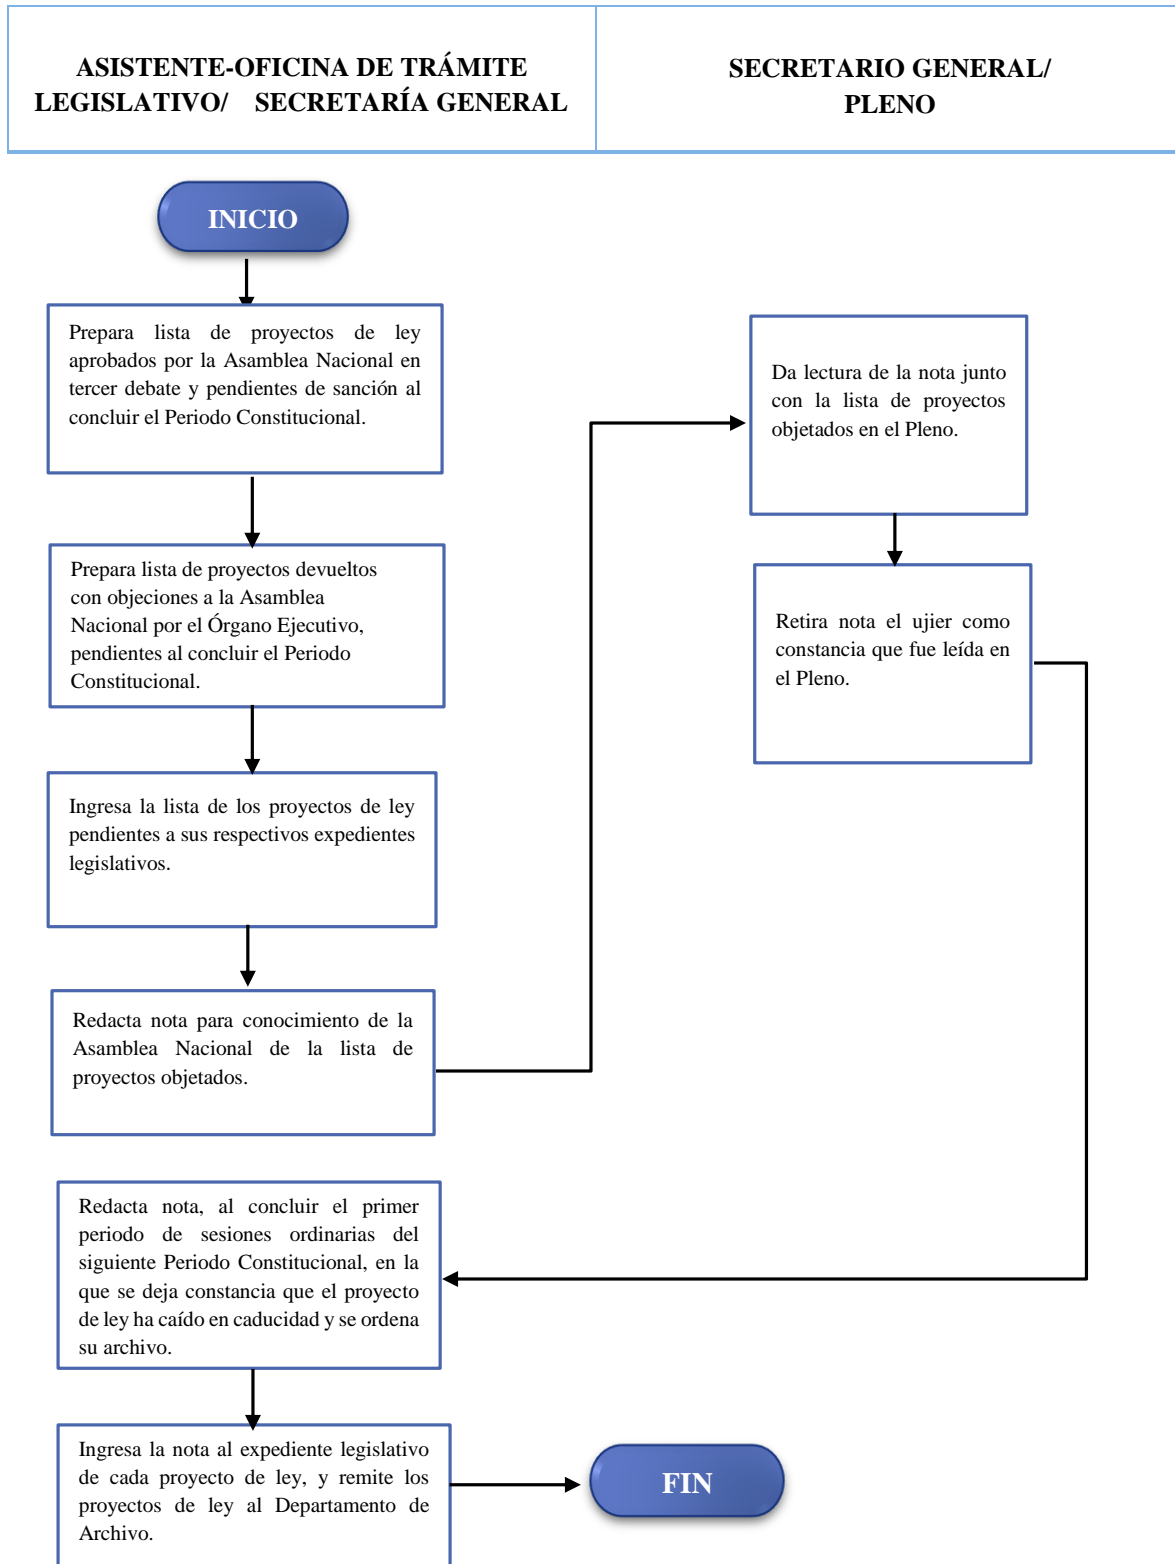 ASISTENTE-OFICINA DE TRÁMITE
LEGISLATIVO/ SECRETARÍA GENERAL
SECRETARIO GENERAL/
PLENO
INICIO
Prepara lista de proyectos de ley
aprobados por la Asamblea Nacional en
tercer debate y pendientes de sanción al
concluir el Periodo Constitucional.
Prepara lista de proyectos devueltos
con objeciones a la Asamblea
Nacional por el Órgano Ejecutivo,
pendientes al concluir el Periodo
Constitucional.
Ingresa la lista de los proyectos de ley
pendientes a sus respectivos expedientes
legislativos.
Redacta nota para conocimiento de la
Asamblea Nacional de la lista de
proyectos objetados.
Da lectura de la nota junto
con la lista de proyectos
objetados en el Pleno.
Retira nota el ujier como
constancia que fue leída en
el Pleno.
Redacta nota, al concluir el primer
periodo de sesiones ordinarias del
siguiente Periodo Constitucional, en la
que se deja constancia que el proyecto
de ley ha caído en caducidad y se ordena
su archivo.
Ingresa la nota al expediente legislativo
de cada proyecto de ley, y remite los
proyectos de ley al Departamento de
Archivo.
FIN